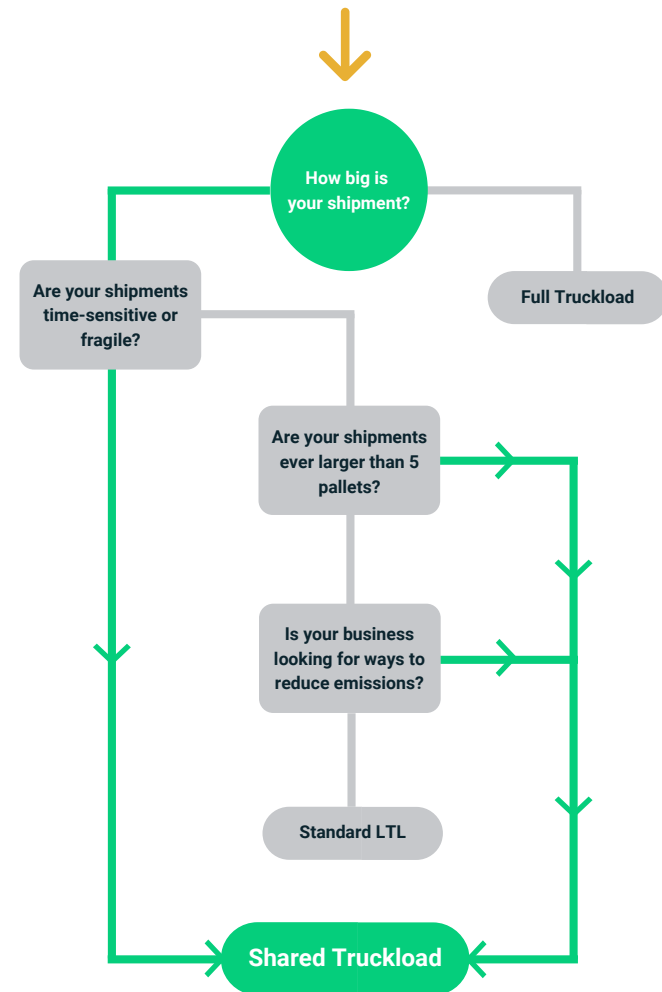 How big is
your shipment?
Are your shipments
time-sensitive or
fragile?
Full Truckload
Are your shipments
ever larger than 5
pallets?
Is your business
looking for ways to
reduce emissions?
Standard LTL
Shared Truckload